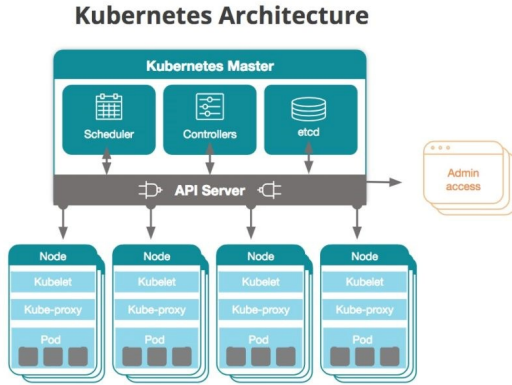 Kubernetes Architecture
Kubernetes Master
Scheduler
Controllers
etcd
API Server
Admin
access
Node
Kubelet
Kube-proxy
Pod
Node
Kubelet
Kube-proxy
Pod
Node
Kubelet
Kube-proxy
Pod
Node
Kubelet
Kube-proxy
Pod